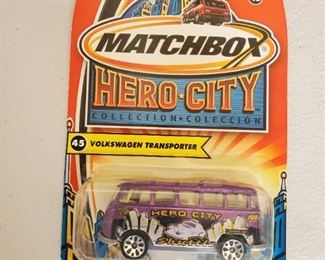 MATCHBOX
HERO·CITY
COLLECTION·COLECCIÓN
45 VOLKSWAGEN TRANSPORTER
HERO CITY